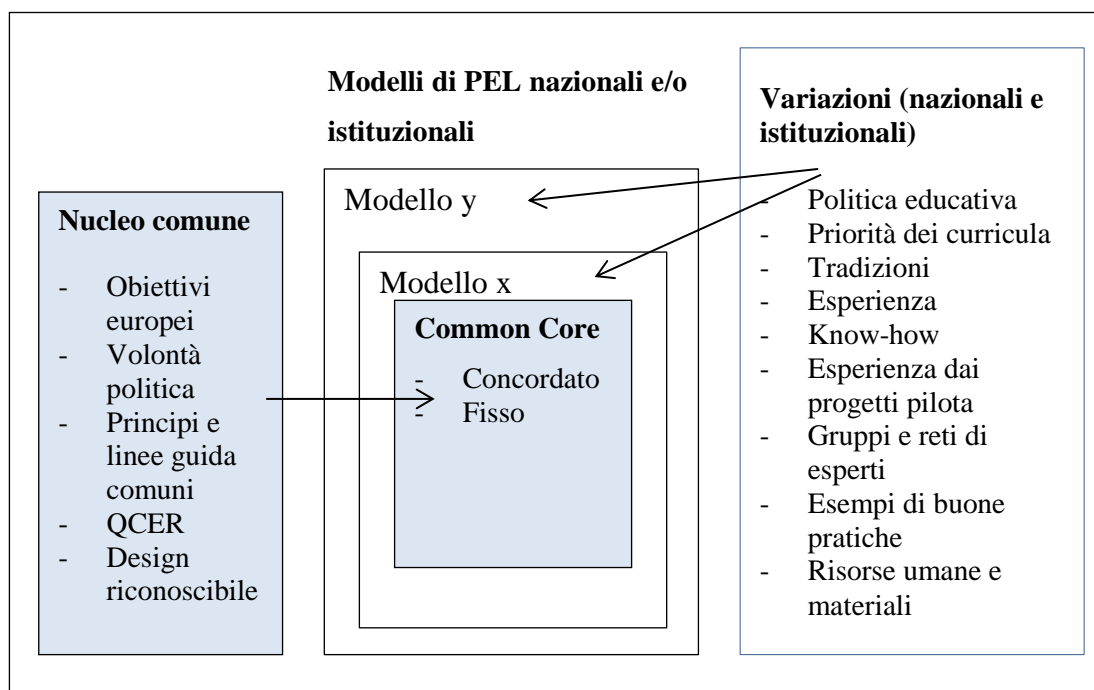 Nucleo comune
- Obiettivi
europei
- Volontà
politica
- Principi e
linee guida
comuni
- QCER
- Design
riconoscibile
Modelli di PEL nazionali e/o
istituzionali
Modello y
Modello x
Common Core
- Concordato
- Fisso
Variazioni (nazionali e
istituzionali)
- Politica educativa
- Priorità dei curricula
- Tradizioni
- Esperienza
- Know-how
- Esperienza dai
progetti pilota
- Gruppi e reti di
esperti
- Esempi di buone
pratiche
- Risorse umane e
materiali